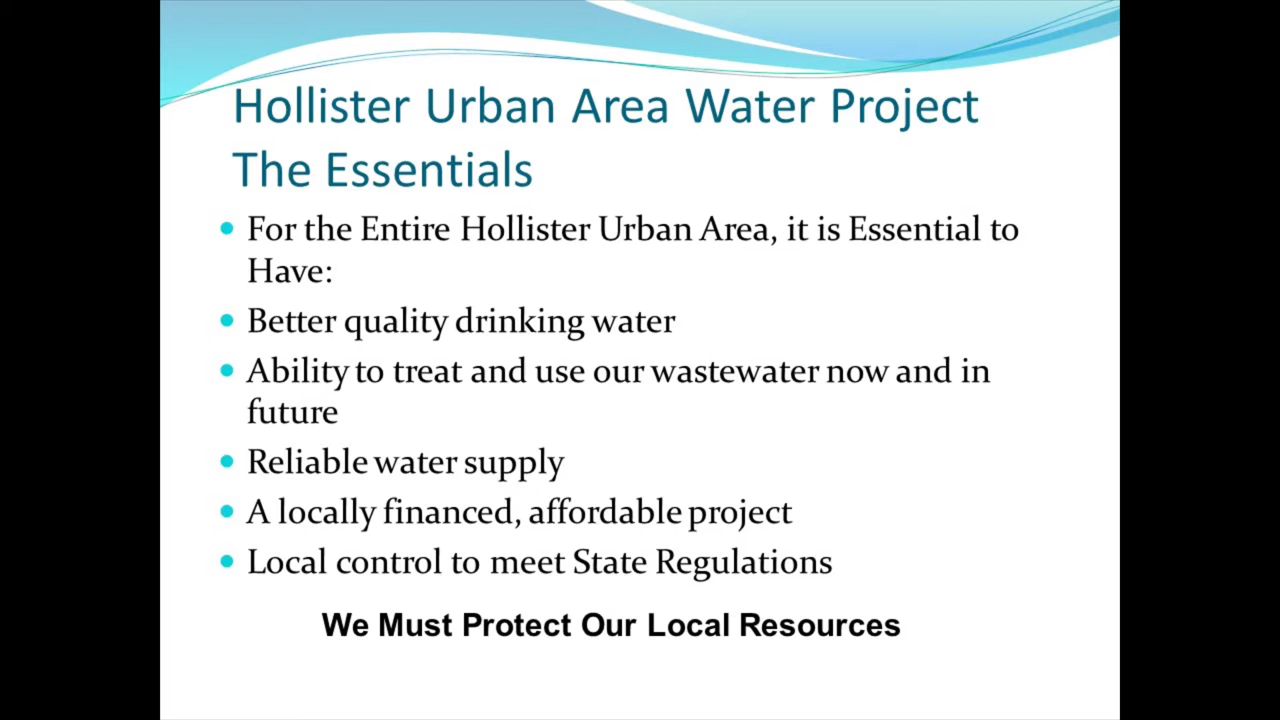 Hollister Urban Area Water Project
The Essentials
• For the Entire Hollister Urban Area, it is Essential to
Have:
• Better quality drinking water
• Ability to treat and use our wastewater now and in
future
• Reliable water supply
• A locally financed, affordable project
• Local control to meet State Regulations
We Must Protect Our Local Resources